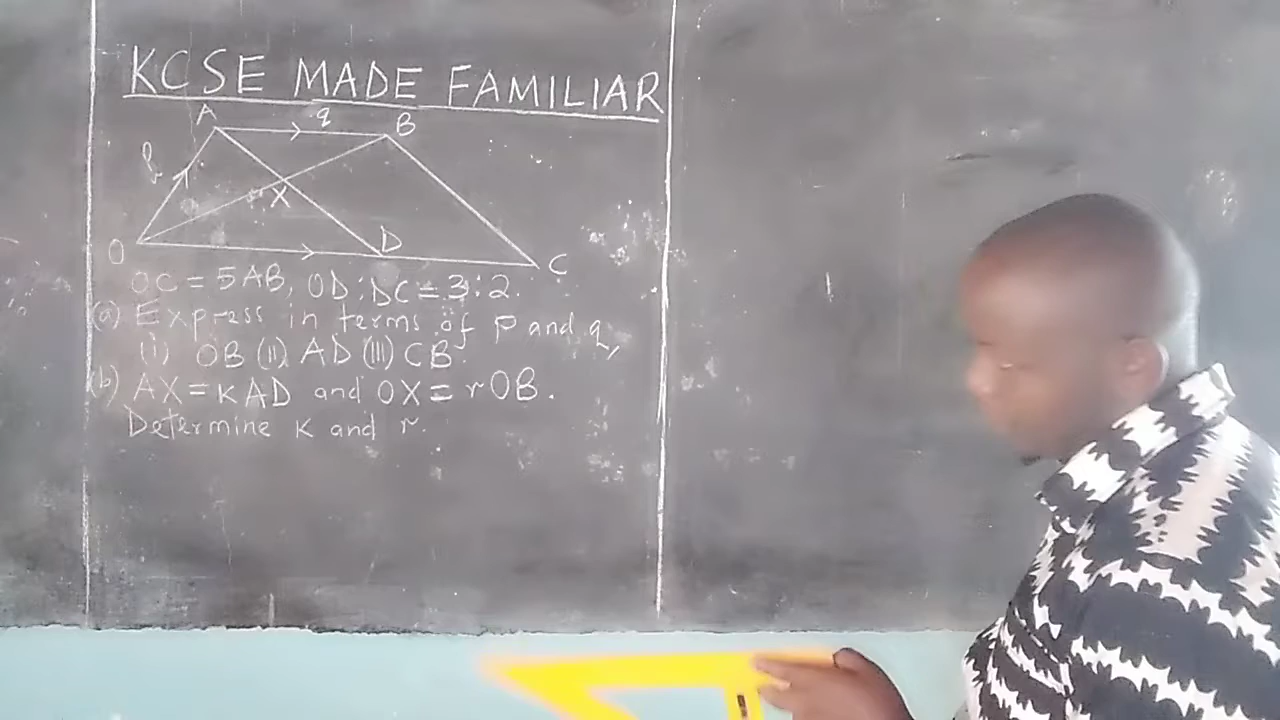 KCSE MADE FAMILIAR
A
q
B
p
X
O
D
C
OC = 5AB, OD:DC = 3:2.
(a) Express in terms of p and q,
(i) OB (ii) AD (iii) CB.
(b) AX = KAD and OX = rOB.
Determine K and r.